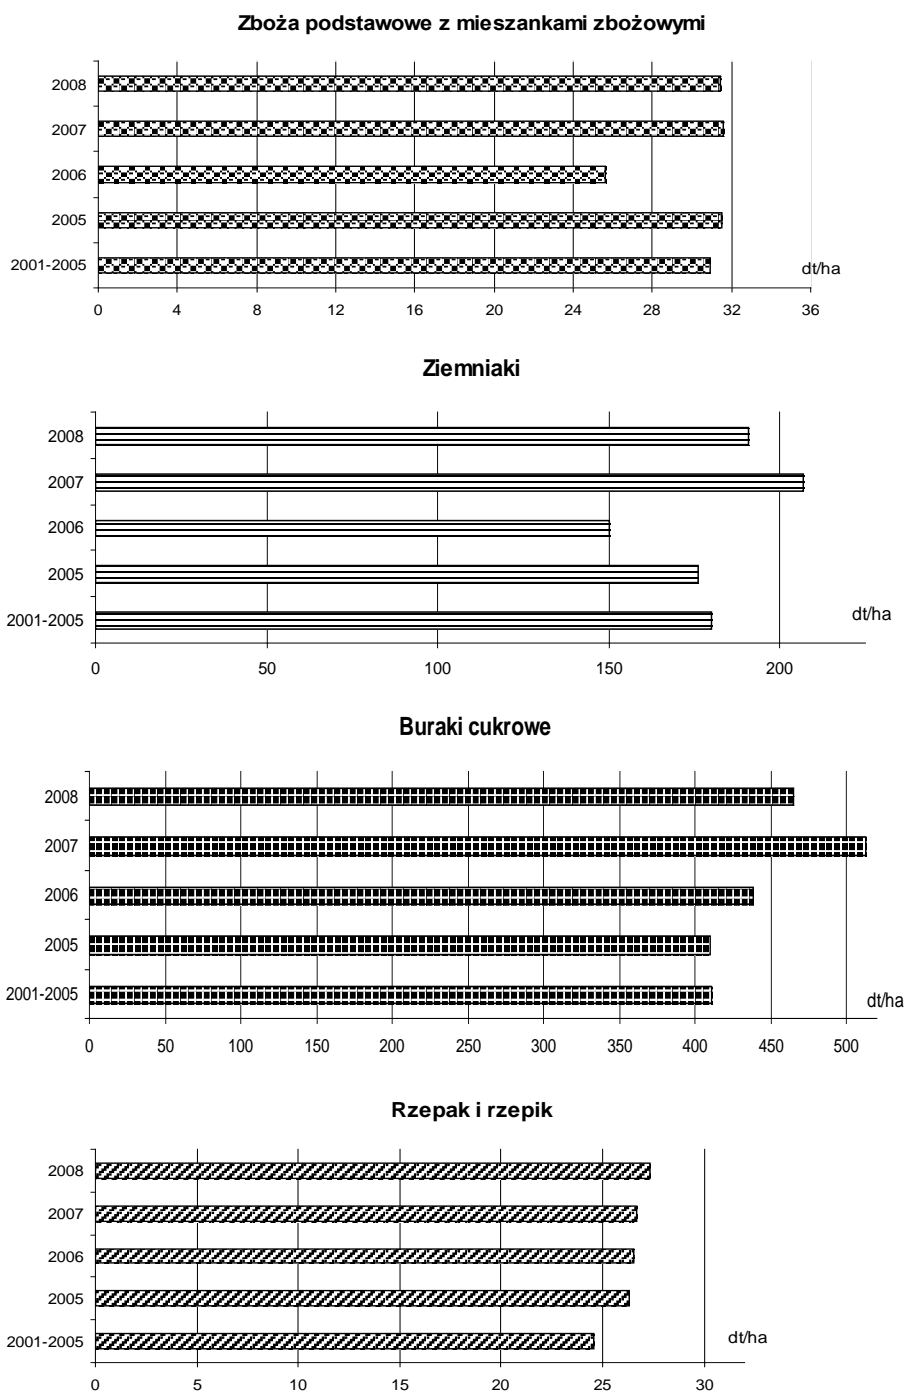 Zboża podstawowe z mieszankami zbożowymi
2008
2007
2006
2005
2001-2005
dt/ha
0 4 8 12 16 20 24 28 32 36
Ziemniaki
2008
2007
2006
2005
2001-2005
dt/ha
0 50 100 150 200
Buraki cukrowe
2008
2007
2006
2005
2001-2005
dt/ha
0 50 100 150 200 250 300 350 400 450 500
Rzepak i rzepik
2008
2007
2006
2005
2001-2005
dt/ha
0 5 10 15 20 25 30